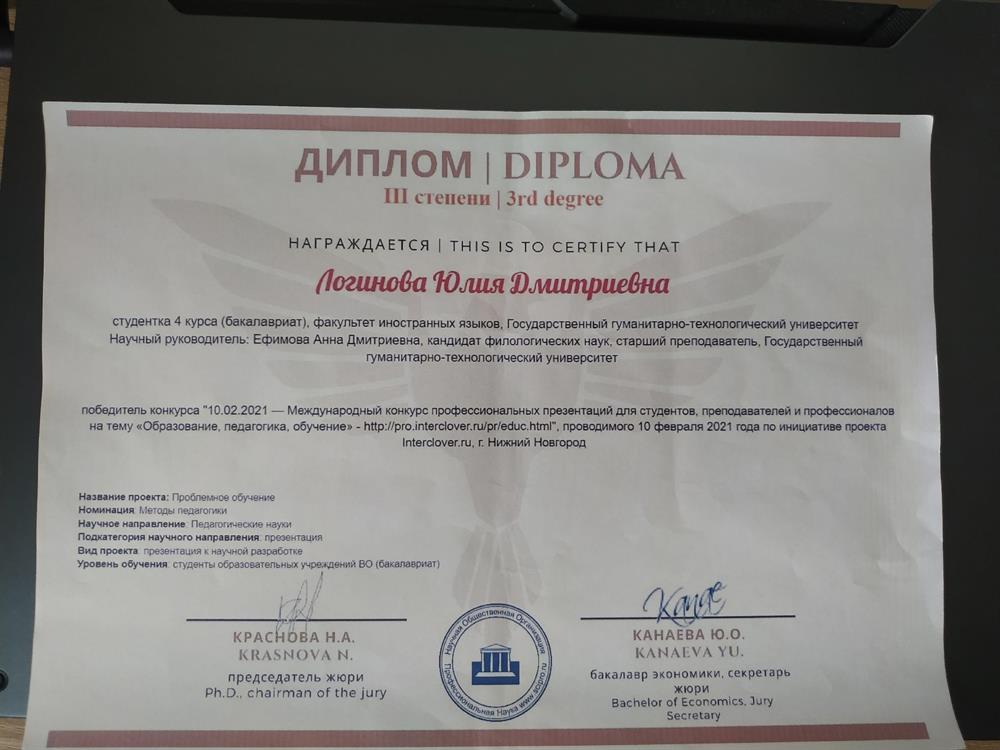 ДИПЛОМ | DIPLOMA
III степени | 3rd degree
НАГРАЖДАЕТСЯ | THIS IS TO CERTIFY THAT
Логинова Юлия Дмитриевна
студентка 4 курса (бакалавриат), факультет иностранных языков, Государственный гуманитарно-технологический университет
Научный руководитель: Ефимова Анна Дмитриевна, кандидат филологических наук, старший преподаватель, Государственный
гуманитарно-технологический университет
победитель конкурса "10.02.2021 — Международный конкурс профессиональных презентаций для студентов, преподавателей и профессионалов
на тему «Образование, педагогика, обучение» - http://pro.interclover.ru/pr/educ.html", проводимого 10 февраля 2021 года по инициативе проекта
Interclover.ru, г. Нижний Новгород
Название проекта: Проблемное обучение
Номинация: Методы педагогики
Научное направление: Педагогические науки
Подкатегория научного направления: презентация
Вид проекта: презентация к научной разработке
Уровень обучения: студенты образовательных учреждений ВО (бакалавриат)
КРАСНОВА Н.А.
KRASNOVA N.
председатель жюри
Ph.D., chairman of the jury
Научная Общественная Организация
Профессиональная Наука www.scipro.ru
КАНАЕВА Ю.О.
KANAEVA YU.
бакалавр экономики, секретарь
жюри
Bachelor of Economics, Jury
Secretary